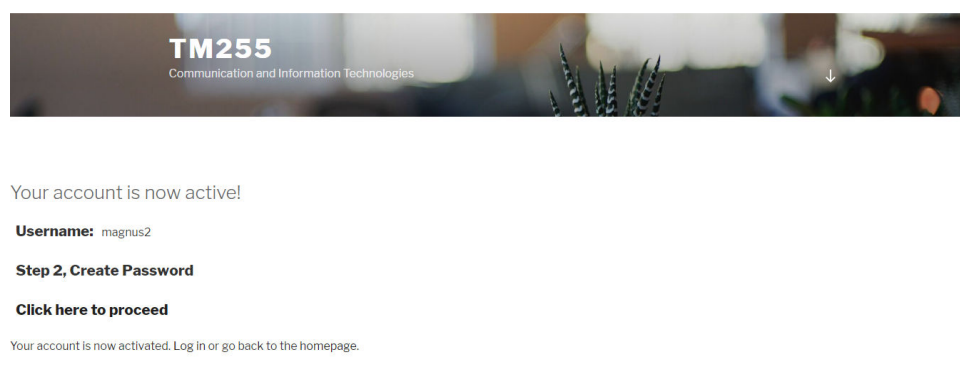 TM255
Communication and Information Technologies
Your account is now active!
Username: magnus2
Step 2, Create Password
Click here to proceed
Your account is now activated. Log in or go back to the homepage.